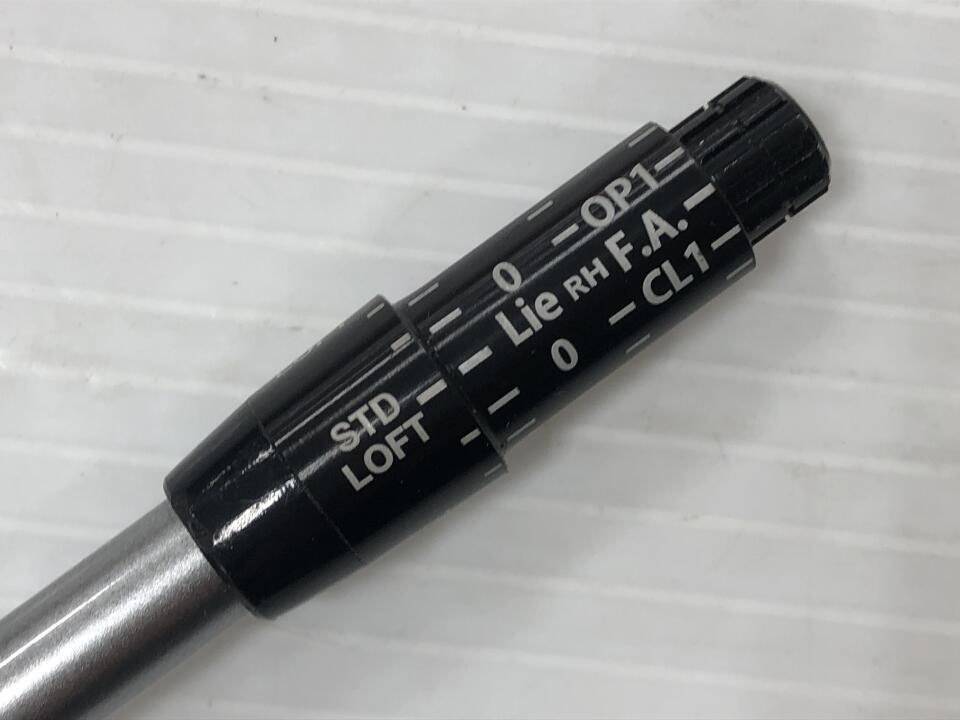 OP1
0
Lie RH F.A.
CL1
0
STD
LOFT